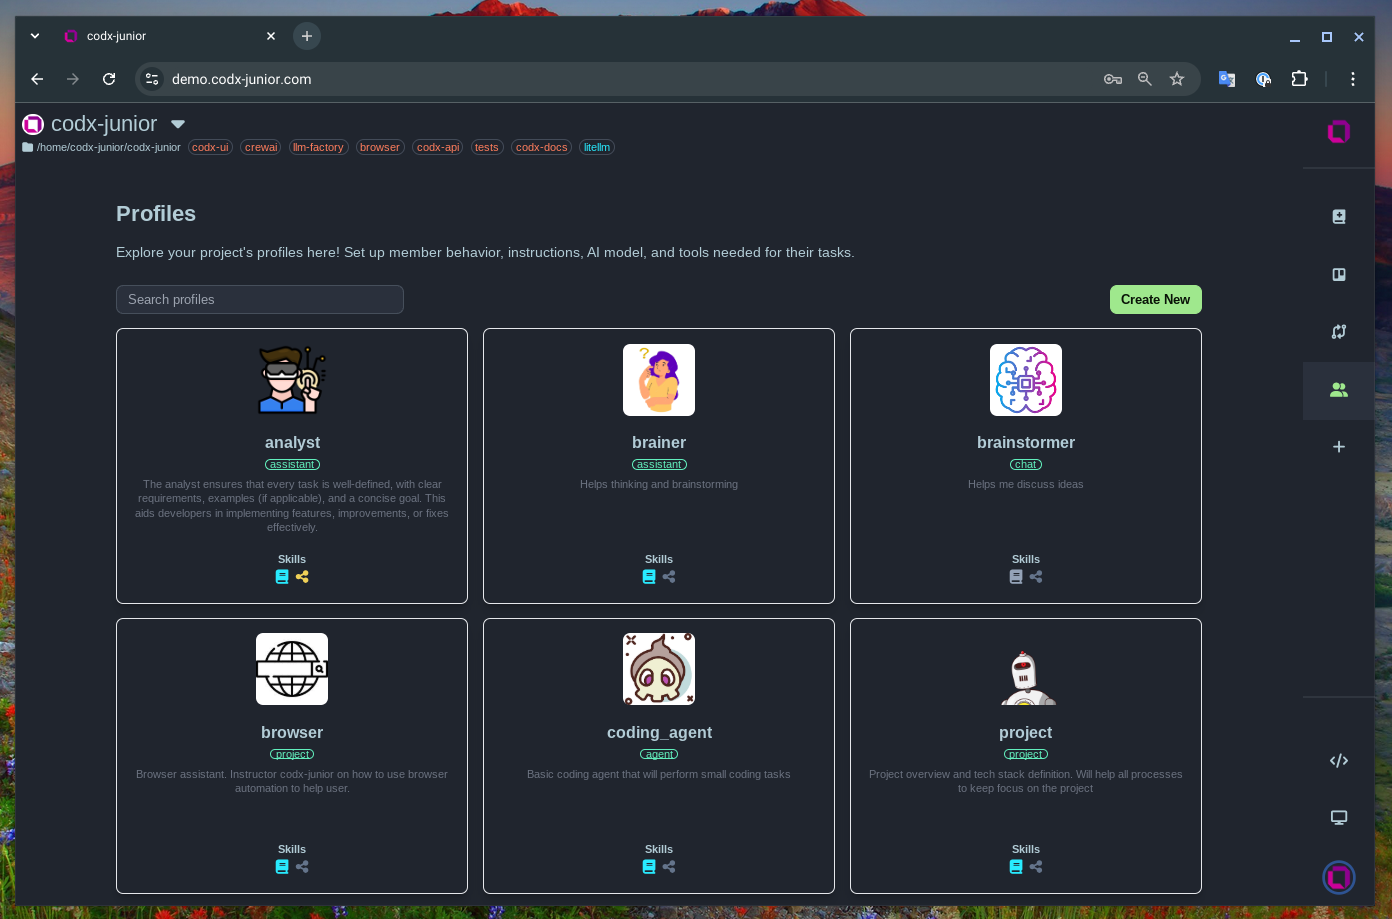 codx-junior
demo.codx-junior.com
codx-junior
/home/codx-junior/codx-junior codx-ui crewai llm-factory browser codx-api tests codx-docs litellm
Profiles
Explore your project's profiles here! Set up member behavior, instructions, AI model, and tools needed for their tasks.
Search profiles
Create New
analyst
assistant
The analyst ensures that every task is well-defined, with clear
requirements, examples (if applicable), and a concise goal. This
aids developers in implementing features, improvements, or fixes
effectively.
Skills
brainer
assistant
Helps thinking and brainstorming
Skills
brainstormer
chat
Helps me discuss ideas
Skills
browser
project
Browser assistant. Instructor codx-junior on how to use browser
automation to help user.
Skills
coding_agent
agent
Basic coding agent that will perform small coding tasks
Skills
project
project
Project overview and tech stack definition. Will help all processes
to keep focus on the project
Skills